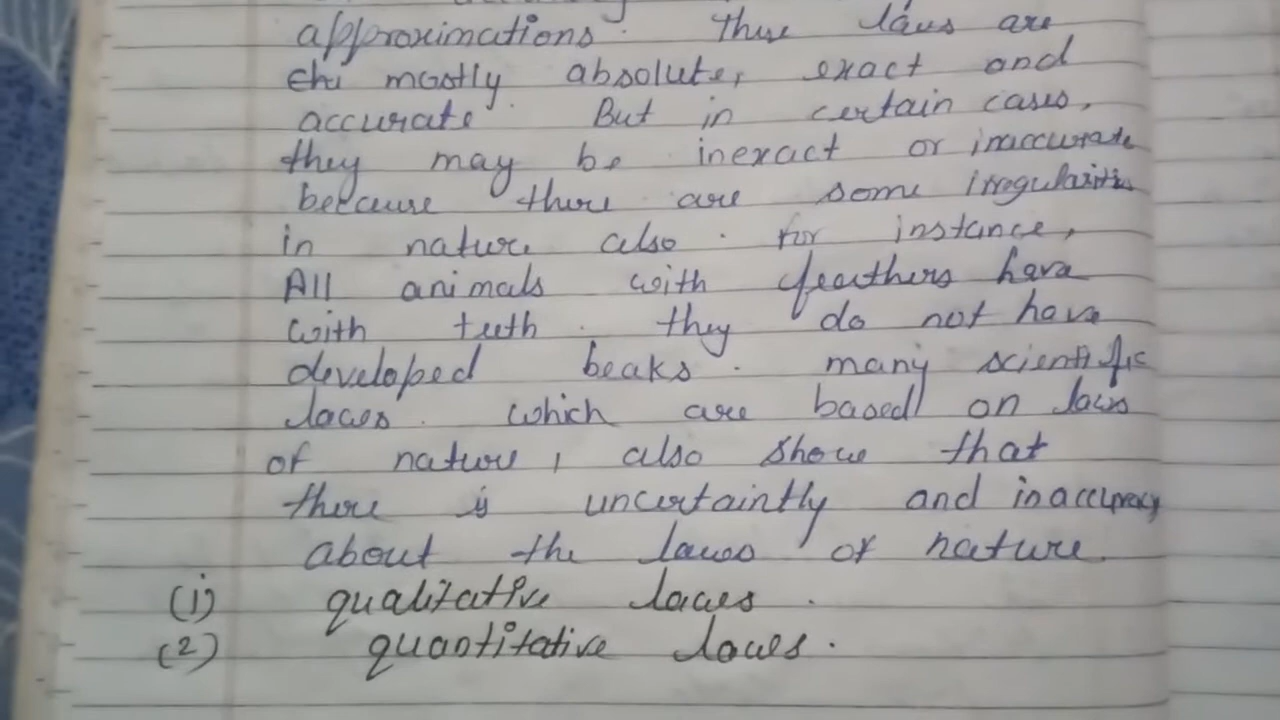 approximations. These laws are
mostly absolute, exact and
accurate. But in certain cases,
they may be inexact or inaccurate
because there are some irregularities
in nature also. for instance,
All animals with feathers have
with teeth. they do not have
developed beaks. many scientific
laws. which are based on laws
of nature, also show that
there is uncertaintly and inaccuracy
about the laws of nature.
(i) qualitative laws.
(2) quantitative laws.